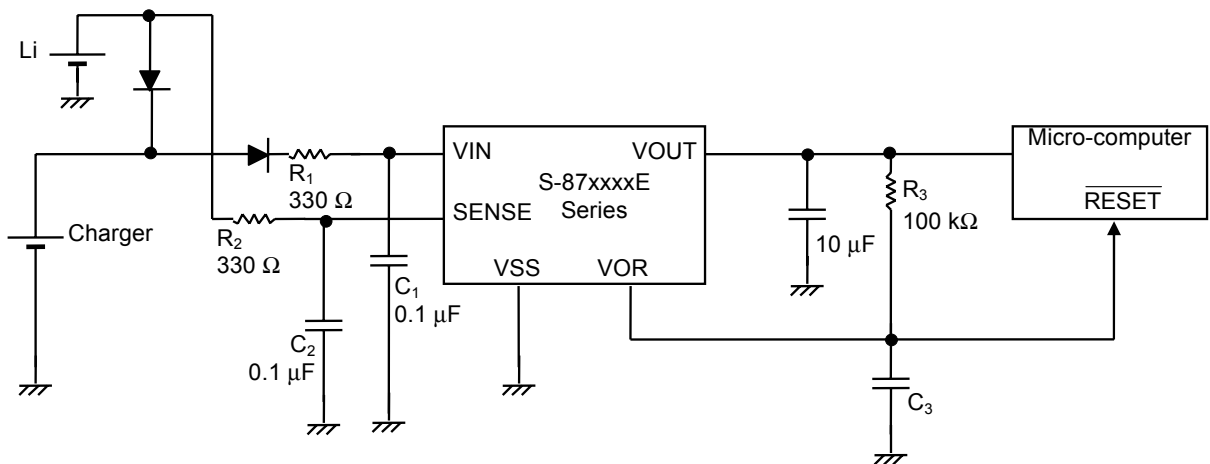 Li
Charger
R1
330 Ω
R2
330 Ω
C1
0.1 μF
C2
0.1 μF
VIN
VOUT
S-87xxxxE
Series
SENSE
VSS
VOR
10 μF
R3
100 kΩ
Micro-computer
RESET
C3